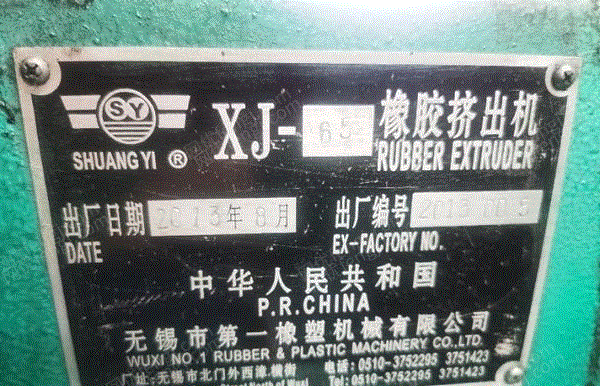 SY
SHUANG YI ®
XJ-65 橡胶挤出机
RUBBER EXTRUDER
出厂日期 2013年8月 出厂编号
DATE EX-FACTORY NO.
中华人民共和国
P.R.CHINA
无锡市第一橡塑机械有限公司
WUXI NO.1 RUBBER & PLASTIC MACHINERY CO.LTD
厂址:无锡市北门外西漳横街 电话:0510-3752295 3751423
0510-3752295 3751423